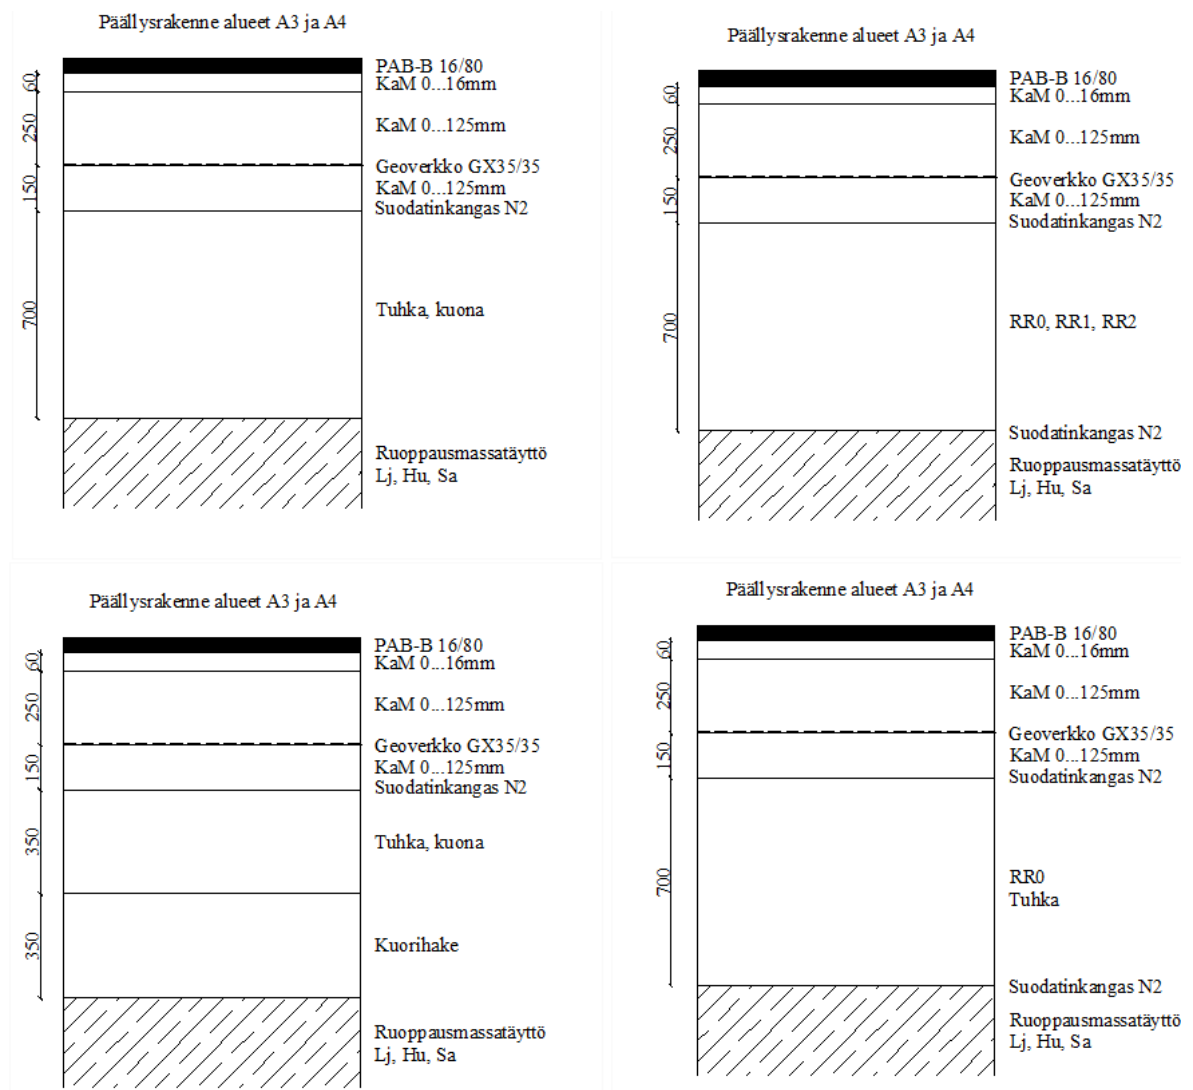 Päällysrakenne alueet A3 ja A4
PAB-B 16/80
60
KaM 0...16mm
250
KaM 0...125mm
Geoverkko GX35/35
150
KaM 0...125mm
Suodatinkangas N2
700
Tuhka, kuona
Ruoppausmassatäyttö
Lj, Hu, Sa
Päällysrakenne alueet A3 ja A4
PAB-B 16/80
60
KaM 0...16mm
250
KaM 0...125mm
Geoverkko GX35/35
150
KaM 0...125mm
Suodatinkangas N2
700
RR0, RR1, RR2
Suodatinkangas N2
Ruoppausmassatäyttö
Lj, Hu, Sa
Päällysrakenne alueet A3 ja A4
PAB-B 16/80
60
KaM 0...16mm
250
KaM 0...125mm
Geoverkko GX35/35
150
KaM 0...125mm
Suodatinkangas N2
350
Tuhka, kuona
350
Kuorihake
Ruoppausmassatäyttö
Lj, Hu, Sa
Päällysrakenne alueet A3 ja A4
PAB-B 16/80
60
KaM 0...16mm
250
KaM 0...125mm
Geoverkko GX35/35
150
KaM 0...125mm
Suodatinkangas N2
700
RR0
Tuhka
Suodatinkangas N2
Ruoppausmassatäyttö
Lj, Hu, Sa